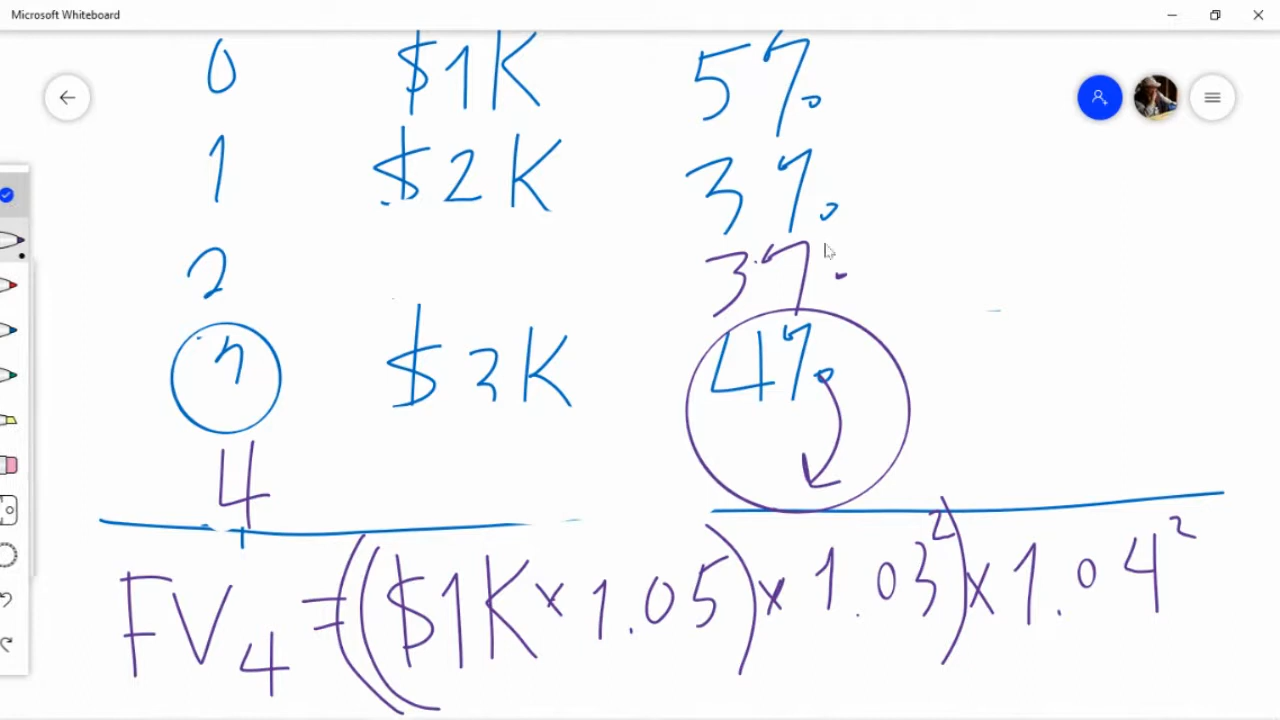 Microsoft Whiteboard
0 $1K 5%
1 $2K 3%
2 3%
3 $3K 4%
4
FV4 = (($1K × 1.05) × 1.03²) × 1.04²